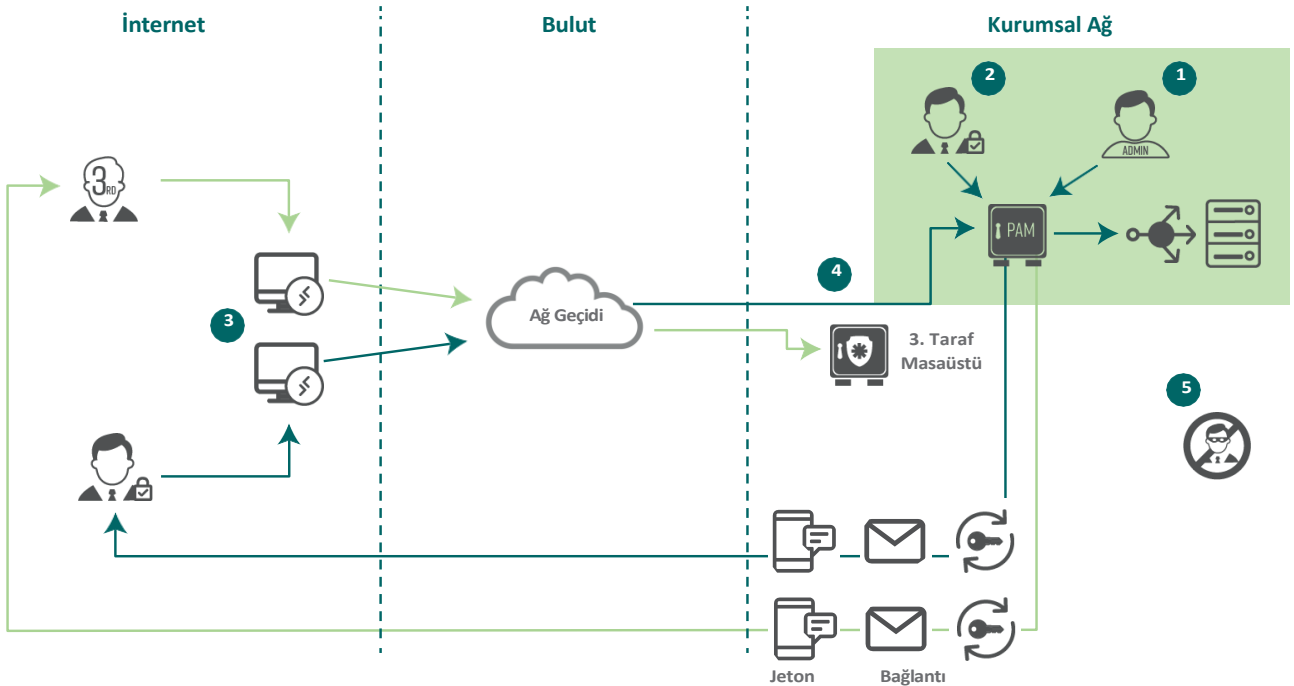 İnternet
Bulut
Kurumsal Ağ
2
1
ADMIN
3RD
PAM
4
Ağ Geçidi
3
3. Taraf
Masaüstü
5
Jeton
Bağlantı